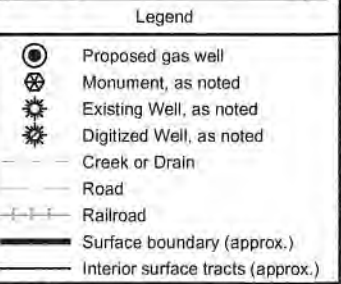 Legend
Proposed gas well
Monument, as noted
Existing Well, as noted
Digitized Well, as noted
Creek or Drain
Road
Railroad
Surface boundary (approx.)
Interior surface tracts (approx.)